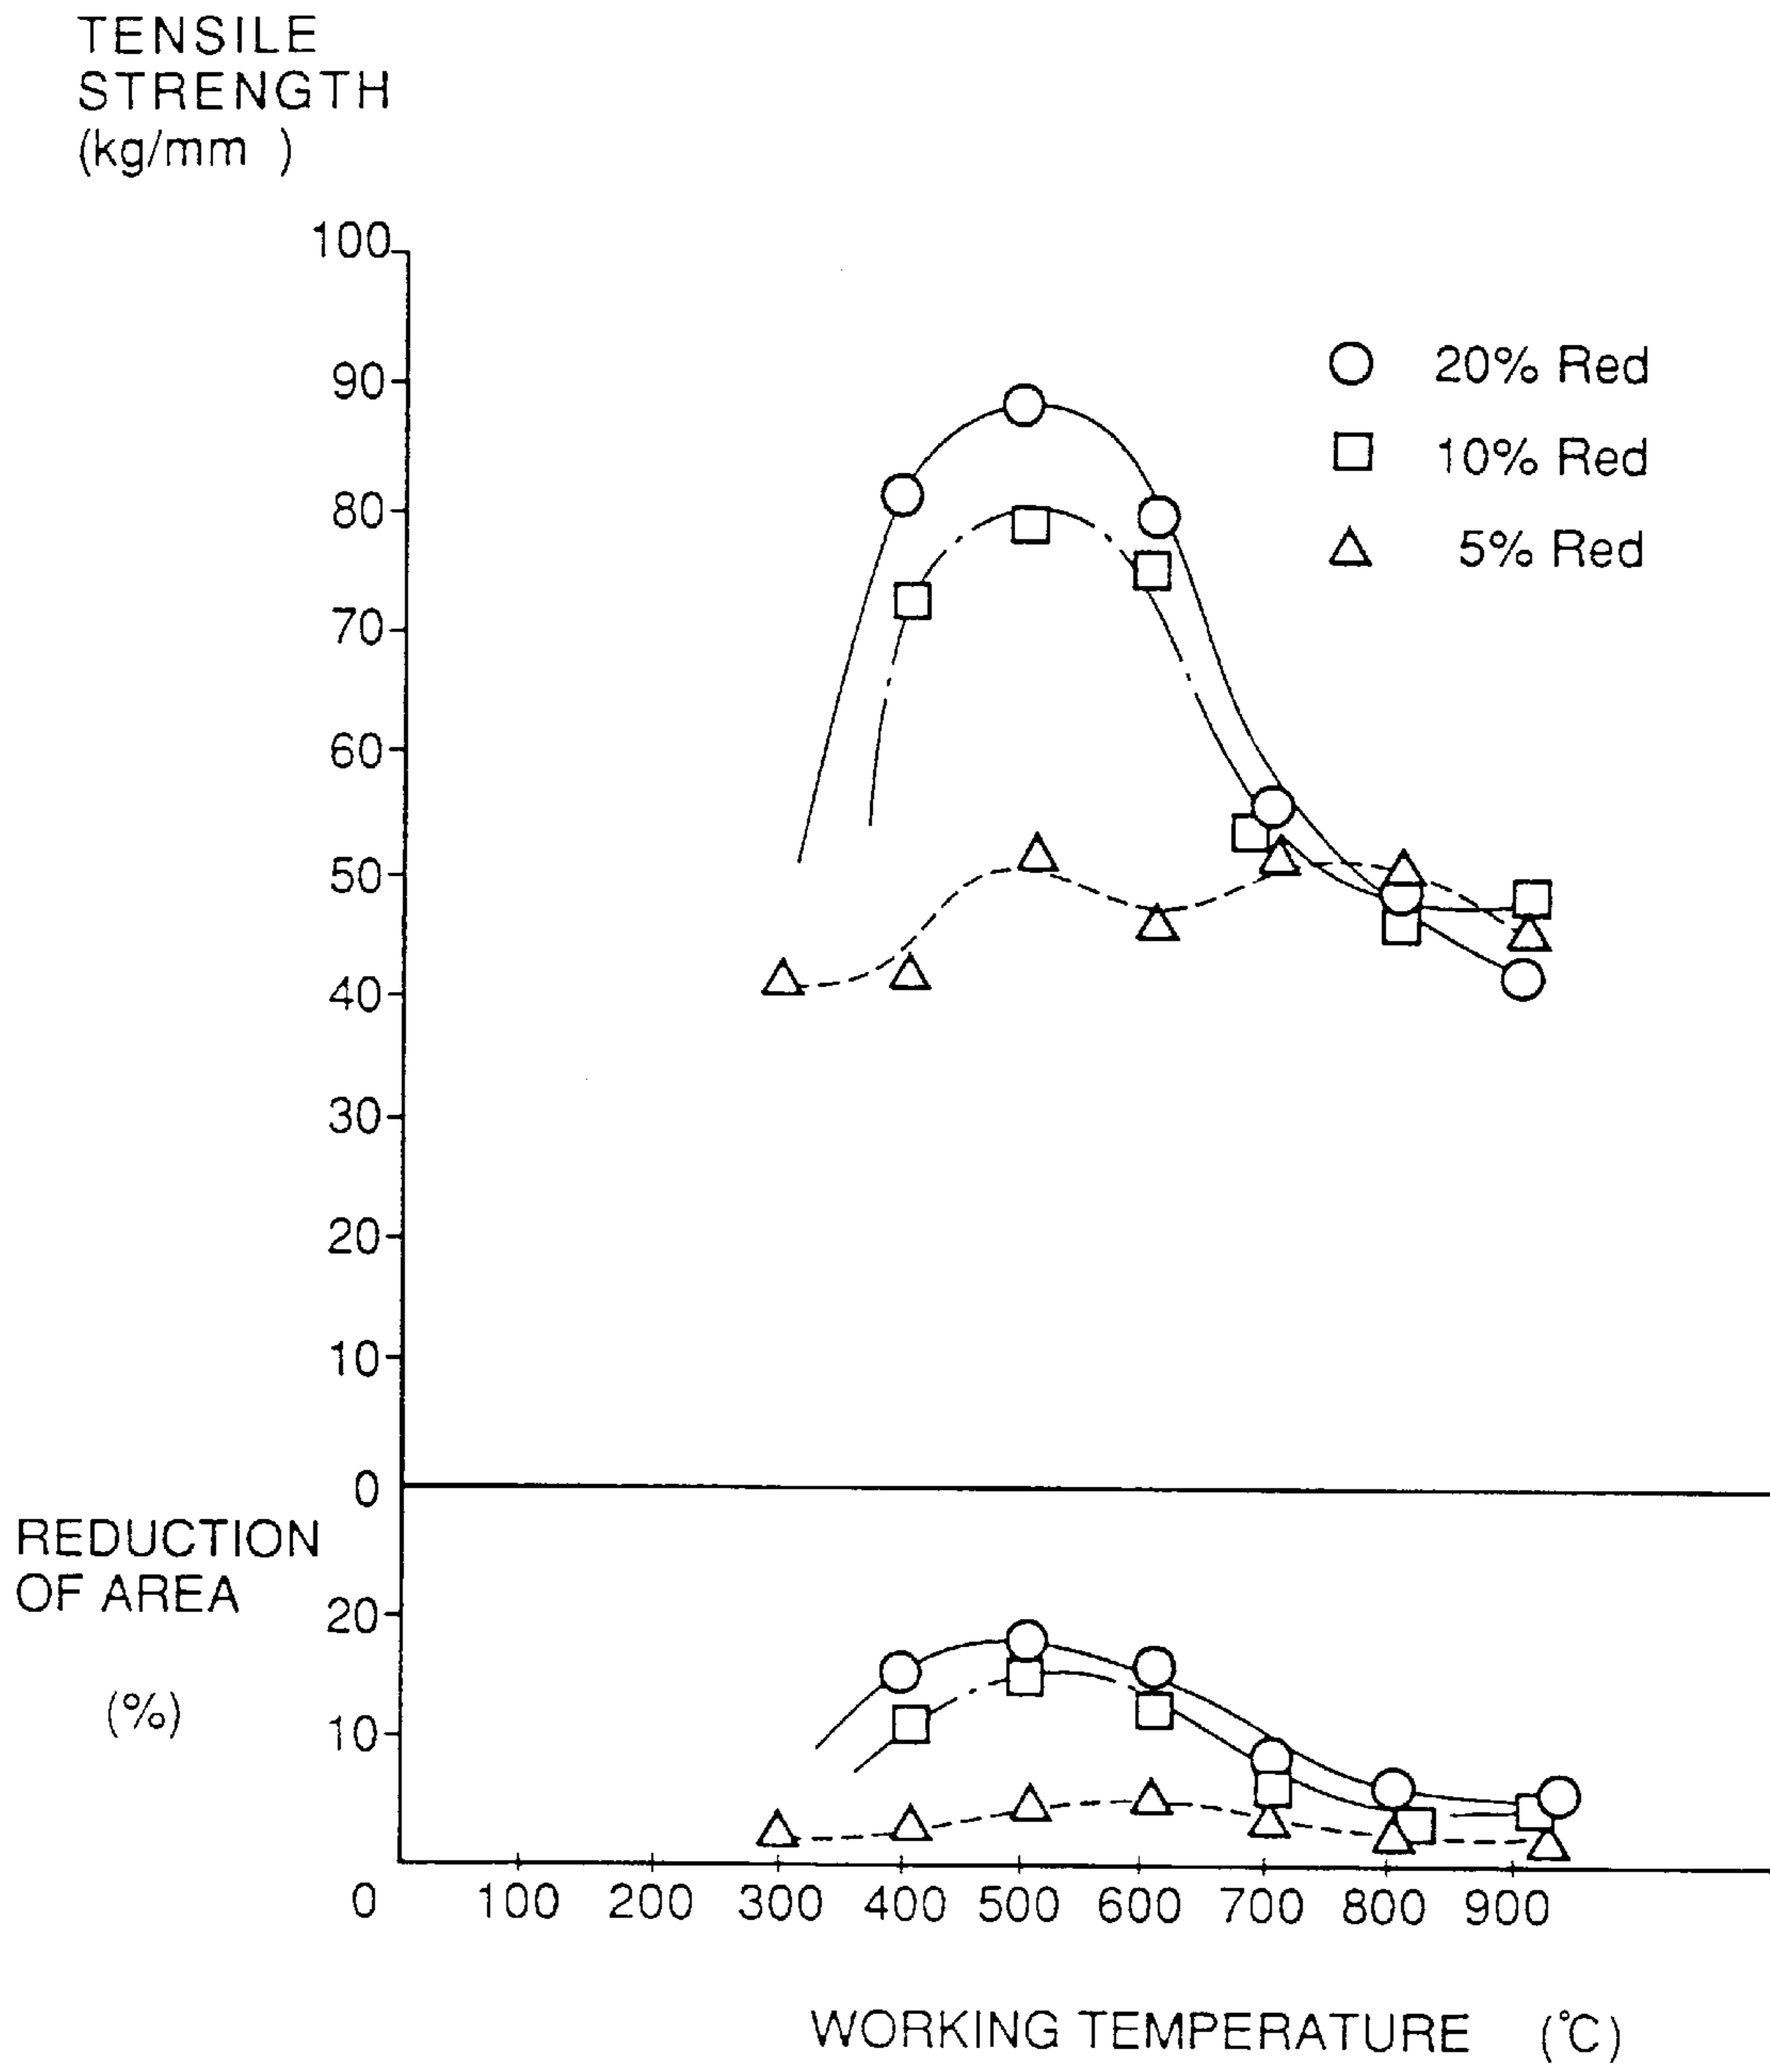 TENSILE
STRENGTH
(kg/mm )
100
90
80
70
60
50
40
30
20
10
0
20% Red
10% Red
5% Red
REDUCTION
OF AREA
(%)
20
10
0 100 200 300 400 500 600 700 800 900
WORKING TEMPERATURE (°C)